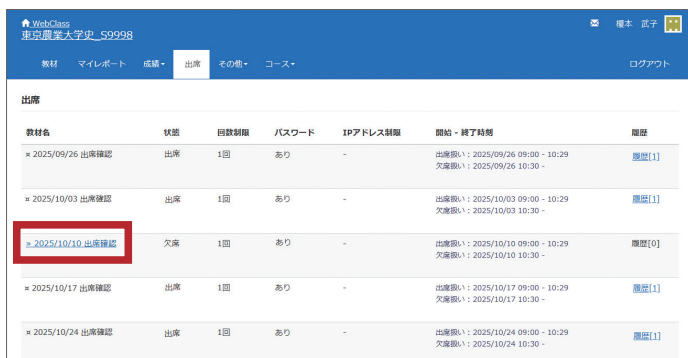 WebClass
東京農業大学史_S9998
榎本 武子
教材 マイレポート 成績 出席 その他 コース ログアウト
出席
教材名 状態 回数制限 パスワード IPアドレス制限 開始 - 終了時刻 履歴
» 2025/09/26 出席確認 出席 1回 あり - 出席扱い : 2025/09/26 09:00 - 10:29 履歴[1]
欠席扱い : 2025/09/26 10:30 -
» 2025/10/03 出席確認 出席 1回 あり - 出席扱い : 2025/10/03 09:00 - 10:29 履歴[1]
欠席扱い : 2025/10/03 10:30 -
» 2025/10/10 出席確認 欠席 1回 あり - 出席扱い : 2025/10/10 09:00 - 10:29 履歴[0]
欠席扱い : 2025/10/10 10:30 -
» 2025/10/17 出席確認 出席 1回 あり - 出席扱い : 2025/10/17 09:00 - 10:29 履歴[1]
欠席扱い : 2025/10/17 10:30 -
» 2025/10/24 出席確認 出席 1回 あり - 出席扱い : 2025/10/24 09:00 - 10:29 履歴[1]
欠席扱い : 2025/10/24 10:30 -